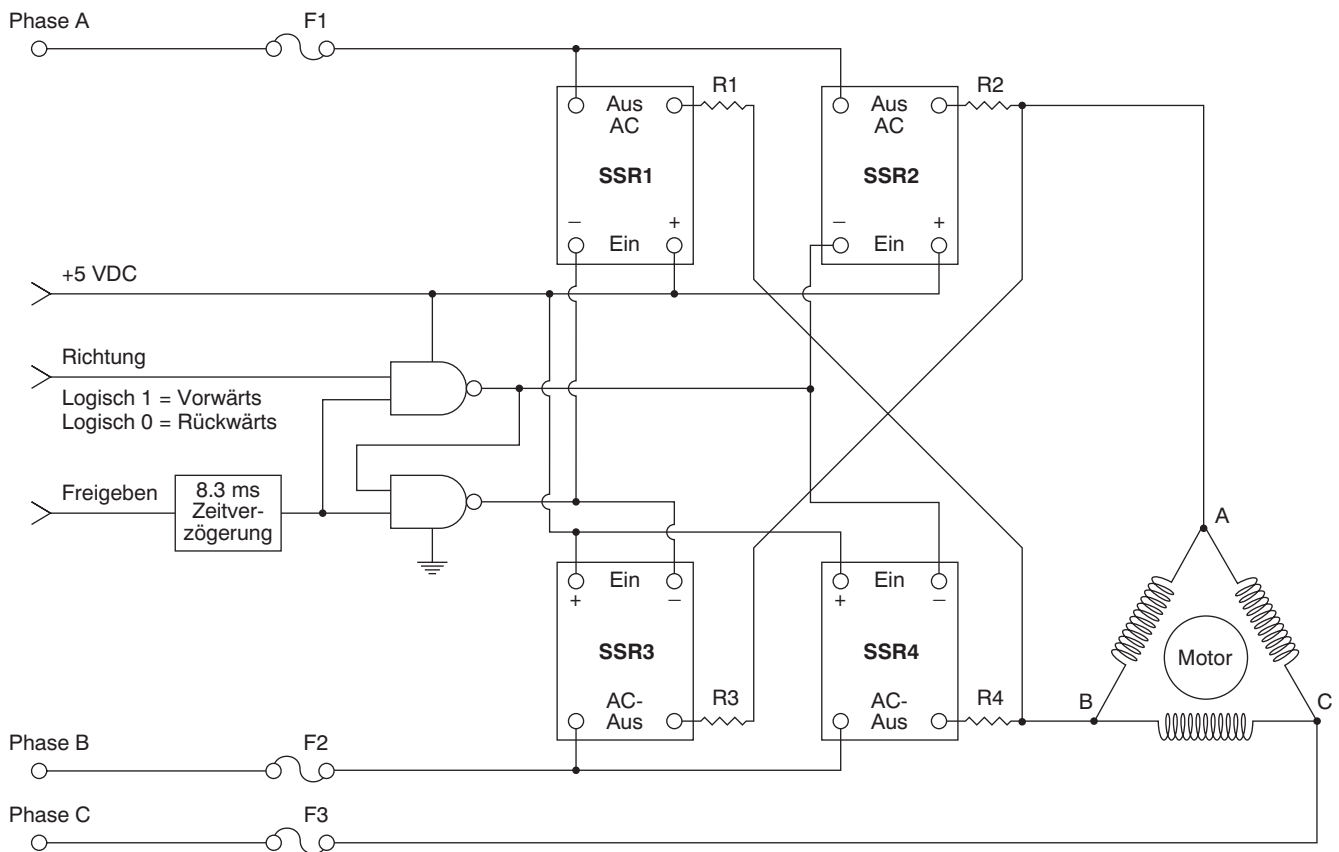 Phase A
F1
R1
R2
Aus
AC
SSR1
−
+
Ein
Aus
AC
SSR2
−
+
Ein
+5 VDC
Richtung
Logisch 1 = Vorwärts
Logisch 0 = Rückwärts
Freigeben
8.3 ms
Zeitver-
zögerung
Ein
+
−
SSR3
AC-
Aus
R3
Ein
+
−
SSR4
AC-
Aus
R4
A
Motor
B
C
Phase B
F2
Phase C
F3